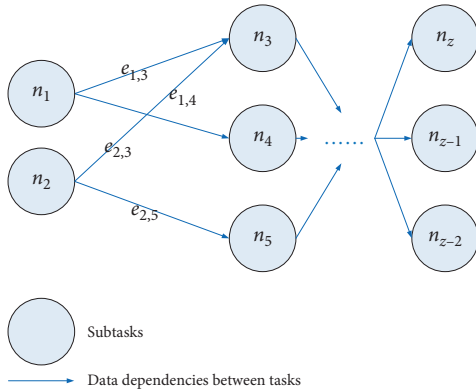 n3
nz
e1,3
n1
e1,4
n4
......
nz–1
e2,3
n2
e2,5
n5
nz–2
Subtasks
Data dependencies between tasks